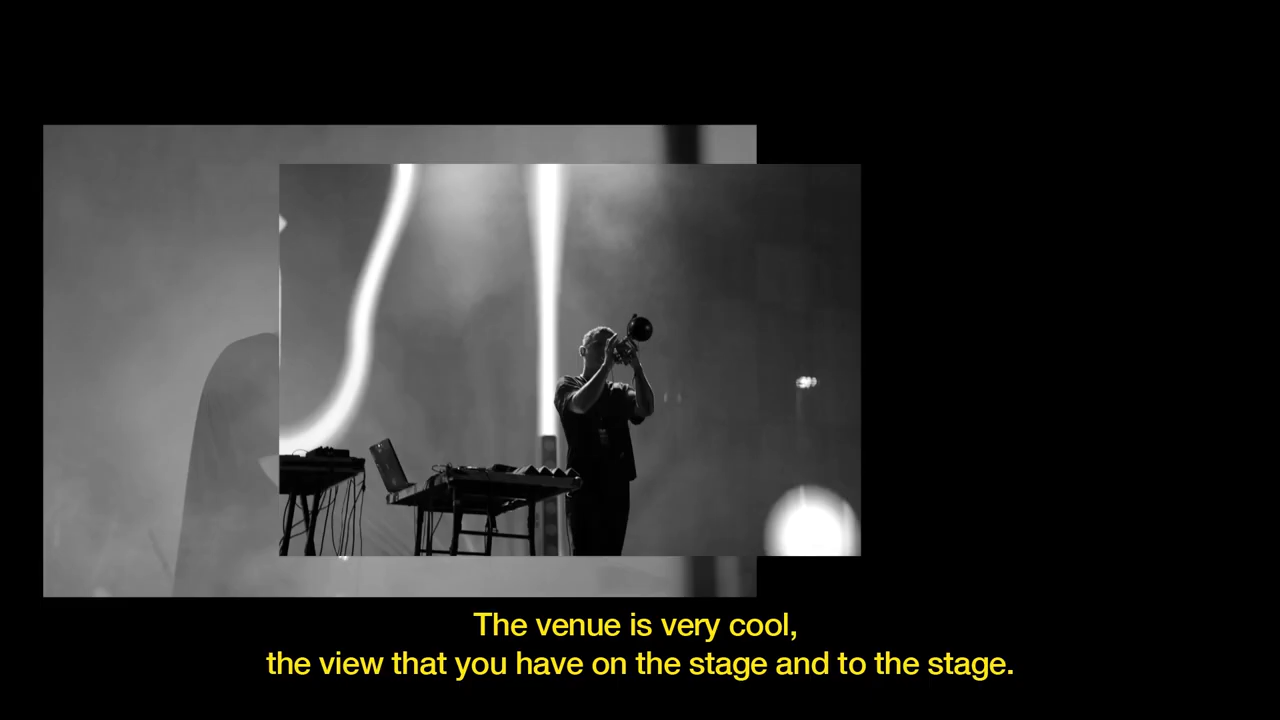 The venue is very cool,
the view that you have on the stage and to the stage.